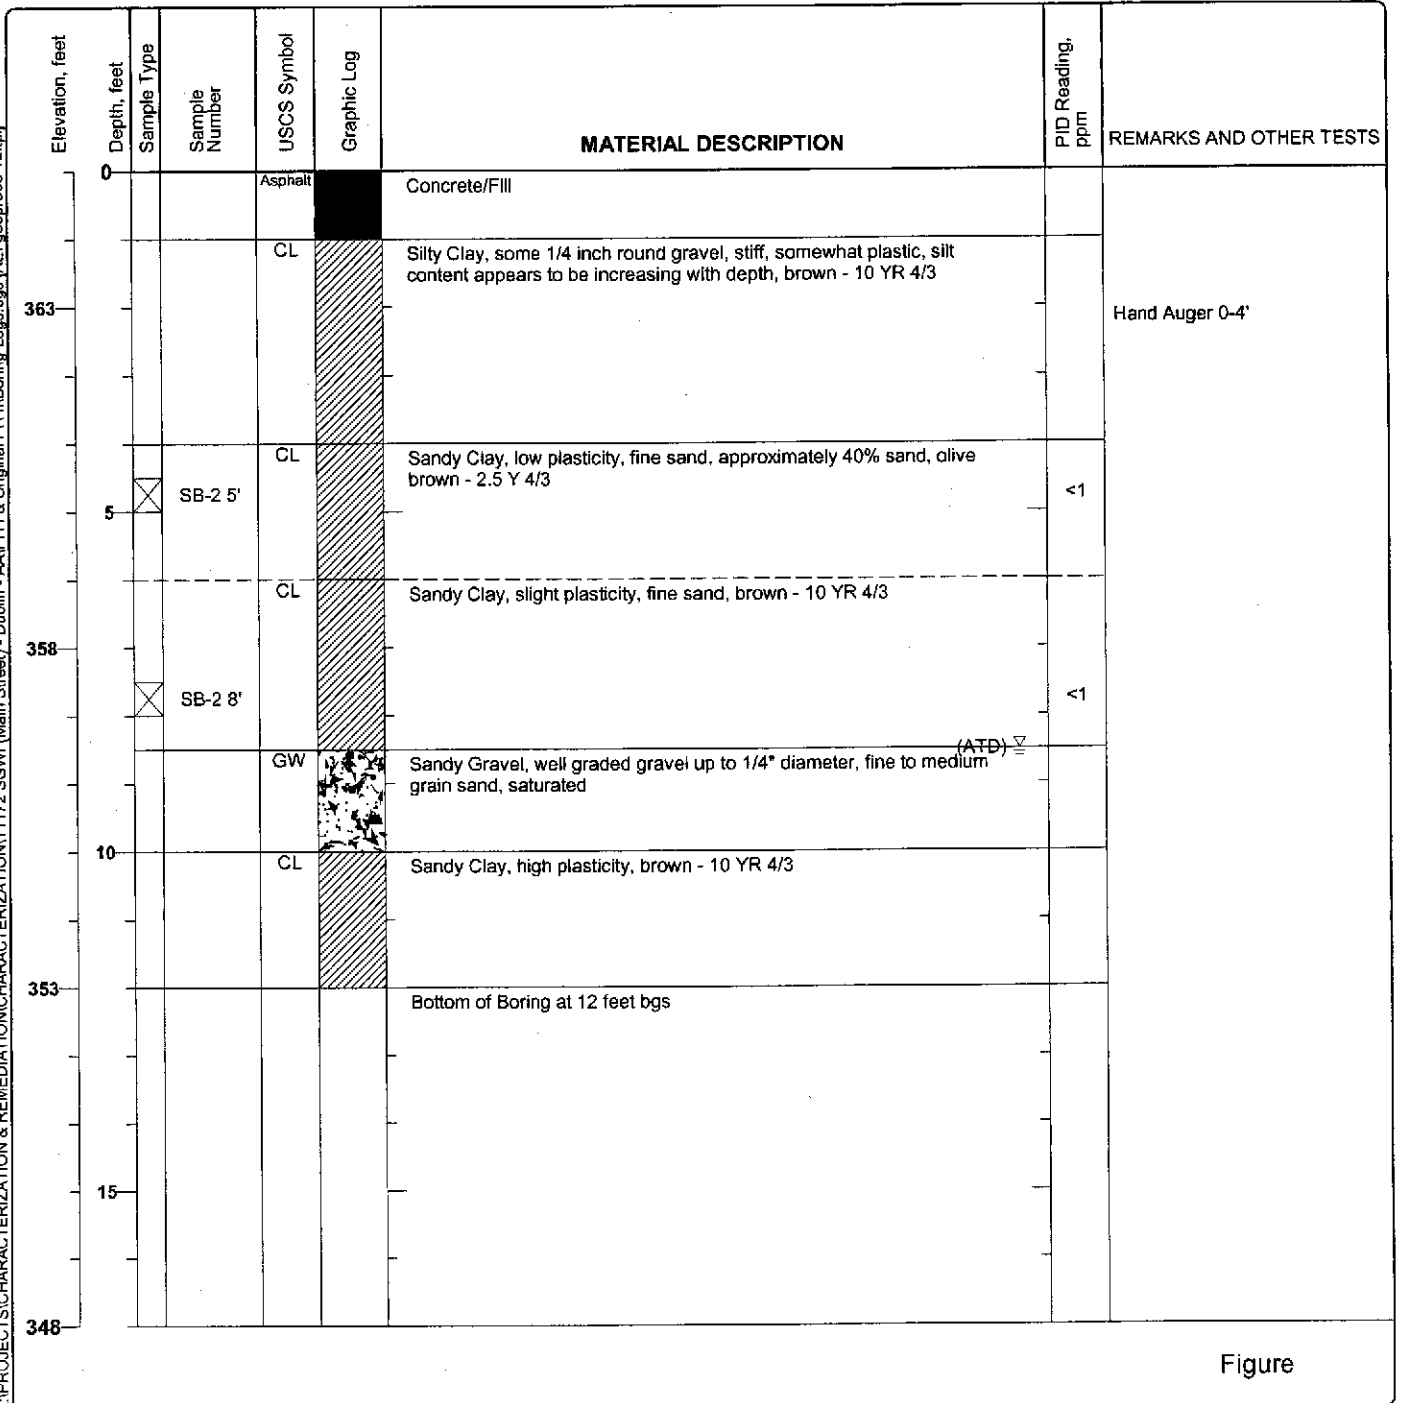 Elevation, feet
Depth, feet
Sample Type
Sample
Number
USCS Symbol
Graphic Log
MATERIAL DESCRIPTION
PID Reading,
ppm
REMARKS AND OTHER TESTS
0
Asphalt
Concrete/Fill
CL
Silty Clay, some 1/4 inch round gravel, stiff, somewhat plastic, silt
content appears to be increasing with depth, brown - 10 YR 4/3
363
Hand Auger 0-4'
CL
Sandy Clay, low plasticity, fine sand, approximately 40% sand, olive
brown - 2.5 Y 4/3
SB-2 5'
<1
5
CL
Sandy Clay, slight plasticity, fine sand, brown - 10 YR 4/3
358
SB-2 8'
<1
(ATD)
GW
Sandy Gravel, well graded gravel up to 1/4" diameter, fine to medium
grain sand, saturated
10
CL
Sandy Clay, high plasticity, brown - 10 YR 4/3
353
Bottom of Boring at 12 feet bgs
15
348
Figure